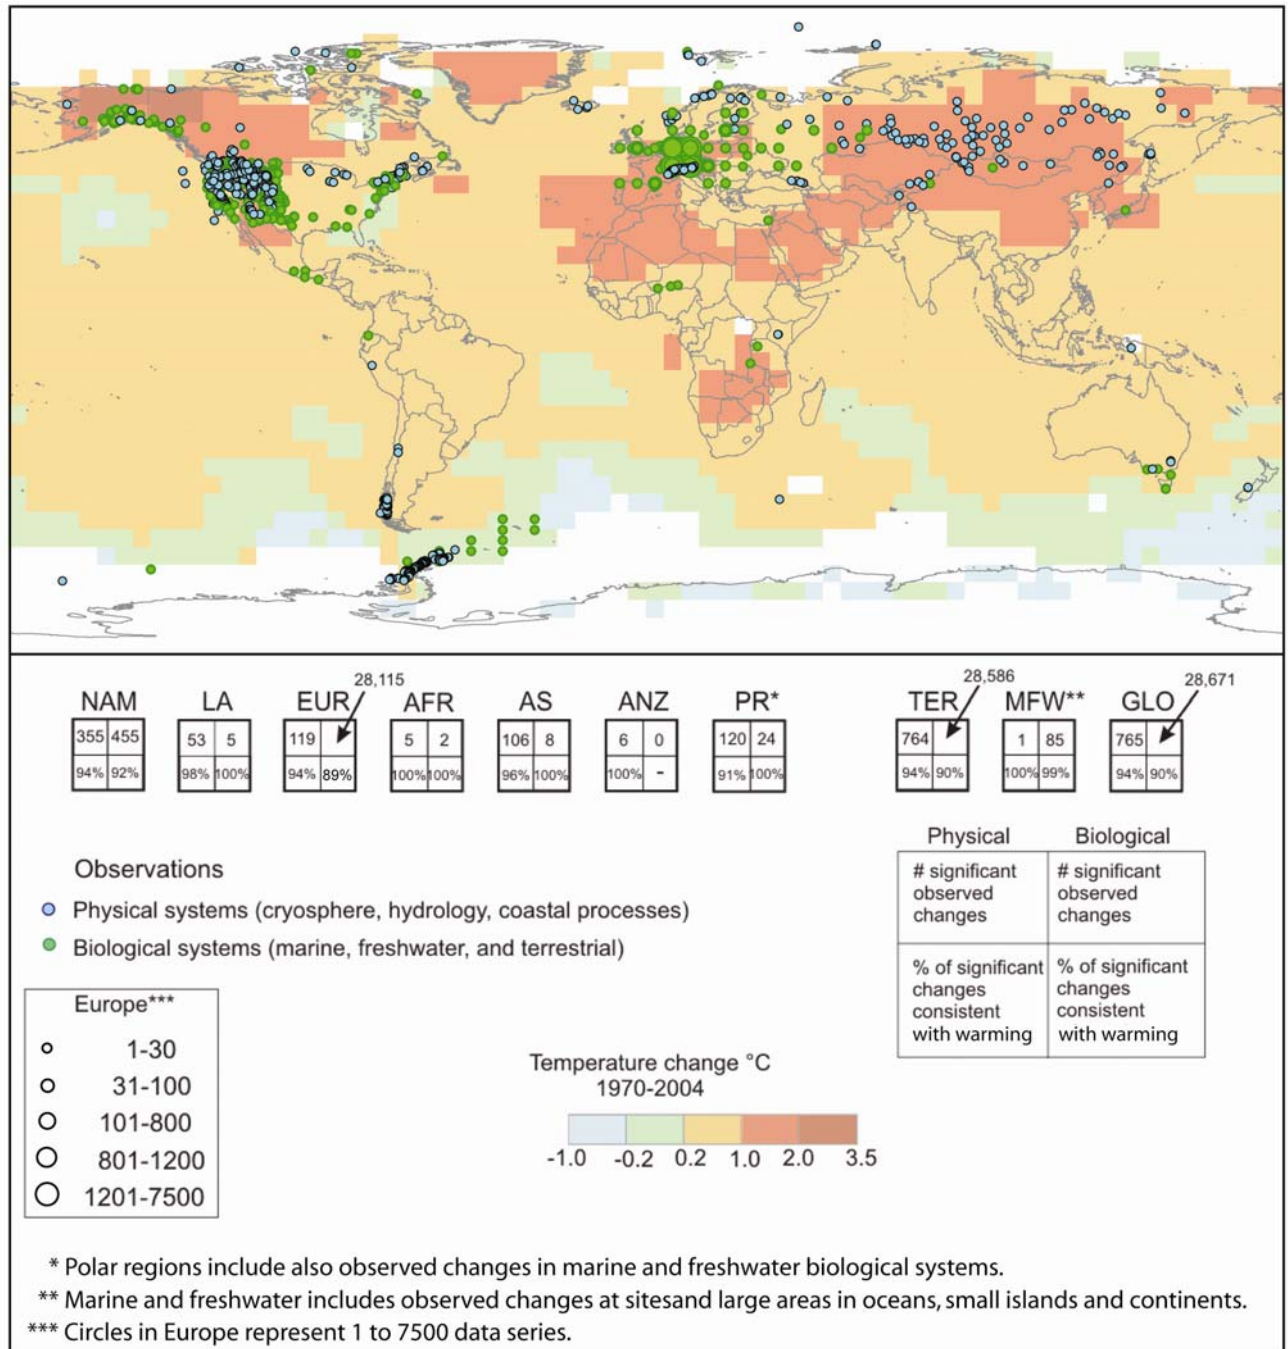 28,115
28,586
28,671
NAM LA EUR AFR AS ANZ PR* TER MFW** GLO
355 455 53 5 119 5 2 106 8 6 0 120 24 764 1 85 765
94% 92% 98% 100% 94% 89% 100% 100% 96% 100% 100% - 91% 100% 94% 90% 100% 99% 94% 90%
Physical Biological
# significant observed changes
# significant observed changes
% of significant changes consistent with warming
% of significant changes consistent with warming
Observations
Physical systems (cryosphere, hydrology, coastal processes)
Biological systems (marine, freshwater, and terrestrial)
Europe***
1-30
31-100
101-800
801-1200
1201-7500
Temperature change °C
1970-2004
-1.0 -0.2 0.2 1.0 2.0 3.5
* Polar regions include also observed changes in marine and freshwater biological systems.
** Marine and freshwater includes observed changes at sitesand large areas in oceans, small islands and continents.
*** Circles in Europe represent 1 to 7500 data series.